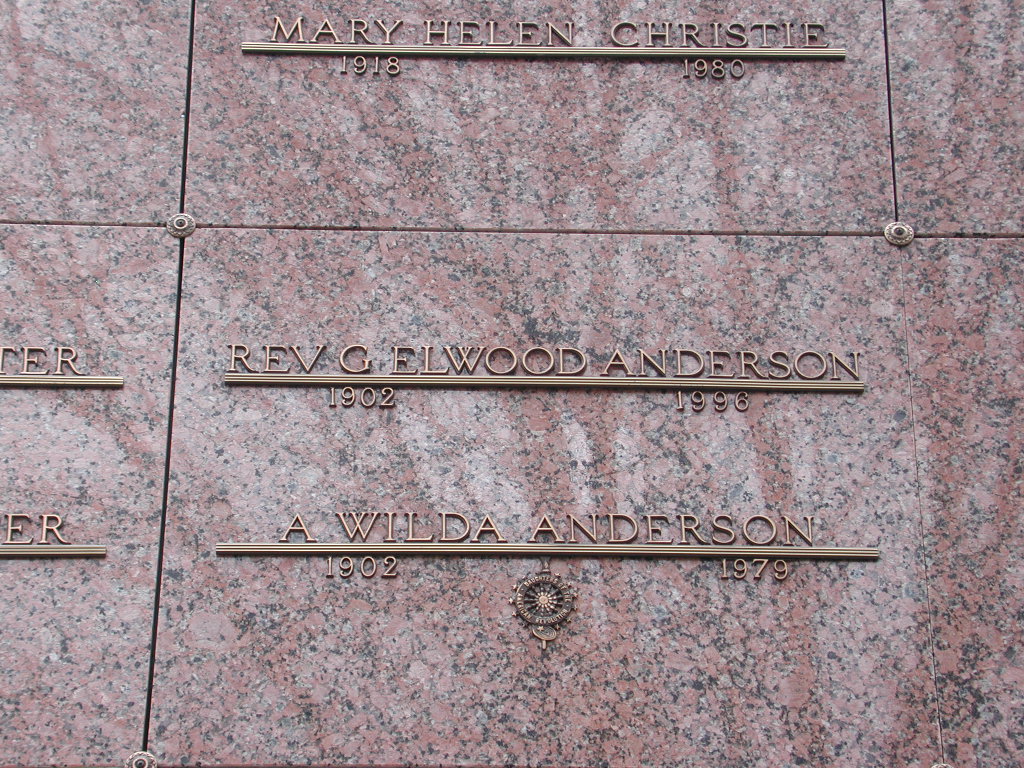 MARY HELEN CHRISTIE
1918 1980
TER
REV G ELWOOD ANDERSON
1902 1996
ER
A WILDA ANDERSON
1902 1979